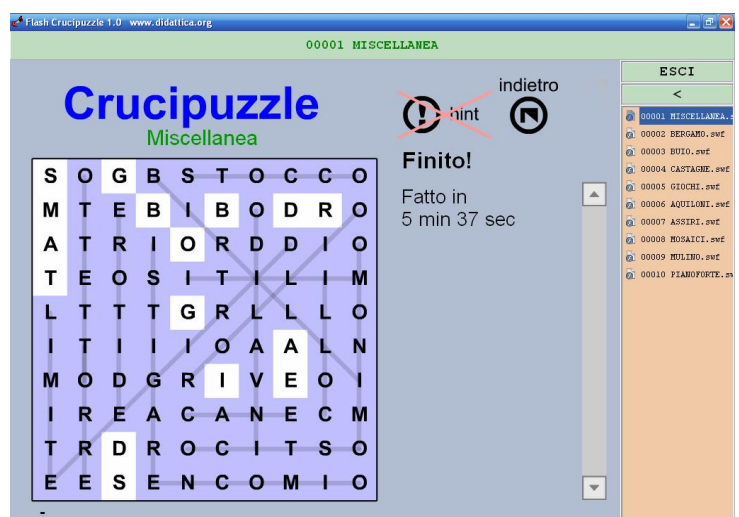 Flash Crucipuzzle 1.0 www.didattica.org
00001 MISCELLANEA
ESCI
<
00001 MISCELLANEA.s
00002 BERGAMO.swf
00003 BUIO.swf
00004 CASTAGNE.swf
00005 GIOCHI.swf
00006 AQUILONI.swf
00007 ASSIRI.swf
00008 MOSAICI.swf
00009 MULINO.swf
00010 PIANOFORTE.sw
Crucipuzzle
Miscellanea
hint
indietro
Finito!
Fatto in
5 min 37 sec
S O G B S T O C C O
M T E B I B O D R O
A T R I O R D D I O
T E O S I T I L I M
L T T T G R L L L O
I T I I I O A A L N
M O D G R I V E O I
I R E A C A N E C M
T R D R O C I T S O
E E S E N C O M I O
-